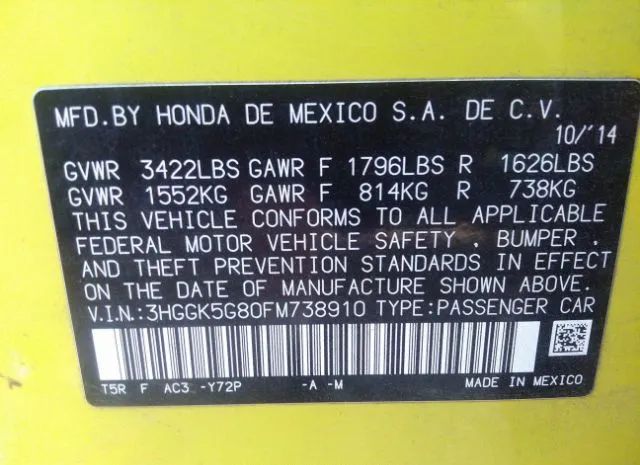 MFD.BY HONDA DE MEXICO S.A. DE C.V.
10/'14
GVWR 3422LBS GAWR F 1796LBS R 1626LBS
GVWR 1552KG GAWR F 814KG R 738KG
THIS VEHICLE CONFORMS TO ALL APPLICABLE
FEDERAL MOTOR VEHICLE SAFETY , BUMPER ,
AND THEFT PREVENTION STANDARDS IN EFFECT
ON THE DATE OF MANUFACTURE SHOWN ABOVE.
V.I.N.:3HGGK5G80FM738910 TYPE:PASSENGER CAR
T5R F AC3 -Y72P -A -M MADE IN MEXICO